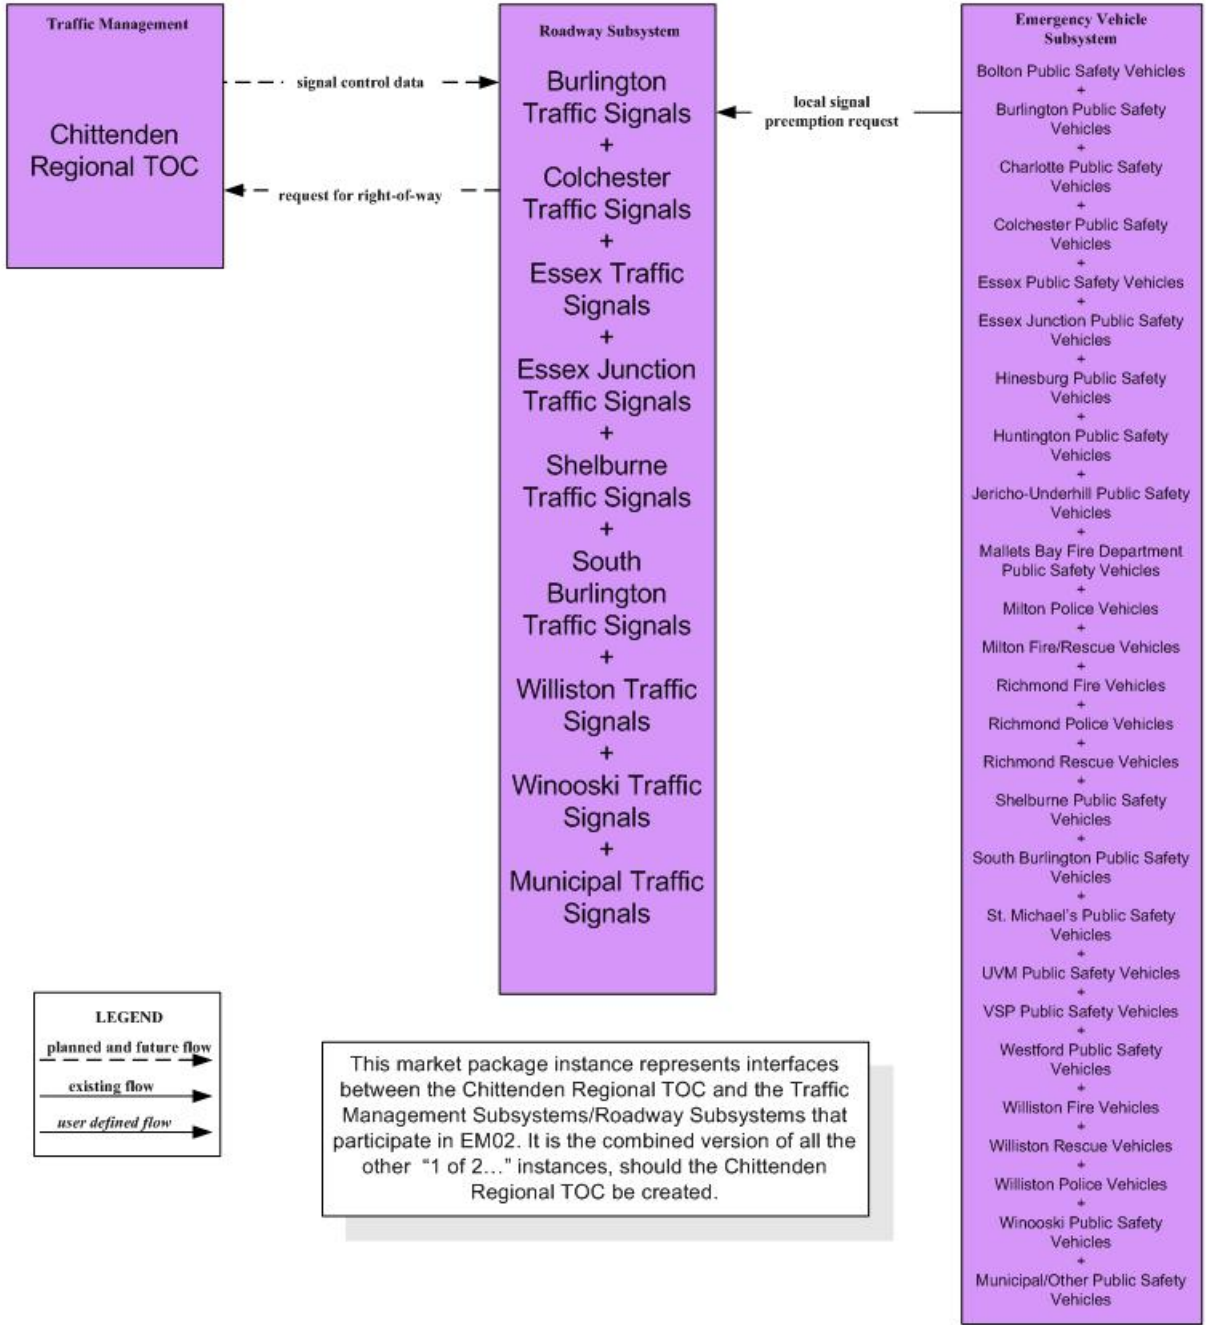 Traffic Management
Chittenden
Regional TOC
signal control data
request for right-of-way
Roadway Subsystem
Burlington
Traffic Signals
+
Colchester
Traffic Signals
+
Essex Traffic
Signals
+
Essex Junction
Traffic Signals
+
Shelburne
Traffic Signals
+
South
Burlington
Traffic Signals
+
Williston Traffic
Signals
+
Winooski Traffic
Signals
+
Municipal Traffic
Signals
local signal
preemption request
Emergency Vehicle
Subsystem
Bolton Public Safety Vehicles
+
Burlington Public Safety
Vehicles
+
Charlotte Public Safety
Vehicles
+
Colchester Public Safety
Vehicles
+
Essex Public Safety Vehicles
+
Essex Junction Public Safety
Vehicles
+
Hinesburg Public Safety
Vehicles
+
Huntington Public Safety
Vehicles
+
Jericho-Underhill Public Safety
Vehicles
+
Mallets Bay Fire Department
Public Safety Vehicles
+
Milton Police Vehicles
+
Milton Fire/Rescue Vehicles
+
Richmond Fire Vehicles
+
Richmond Police Vehicles
+
Richmond Rescue Vehicles
+
Shelburne Public Safety
Vehicles
+
South Burlington Public Safety
Vehicles
+
St. Michael's Public Safety
Vehicles
+
UVM Public Safety Vehicles
+
VSP Public Safety Vehicles
+
Westford Public Safety
Vehicles
+
Williston Fire Vehicles
+
Williston Rescue Vehicles
+
Williston Police Vehicles
+
Winooski Public Safety
Vehicles
+
Municipal/Other Public Safety
Vehicles
LEGEND
planned and future flow
existing flow
user defined flow
This market package instance represents interfaces
between the Chittenden Regional TOC and the Traffic
Management Subsystems/Roadway Subsystems that
participate in EM02. It is the combined version of all the
other “1 of 2…” instances, should the Chittenden
Regional TOC be created.